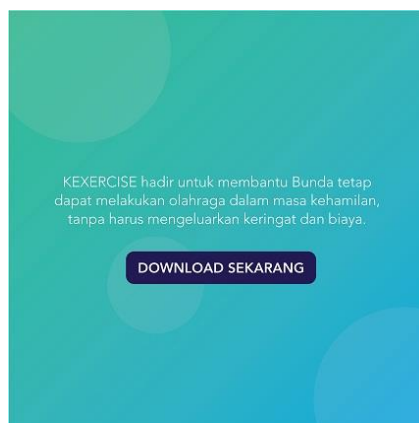 KEXERCISE hadir untuk membantu Bunda tetap
dapat melakukan olahraga dalam masa kehamilan,
tanpa harus mengeluarkan keringat dan biaya.
DOWNLOAD SEKARANG